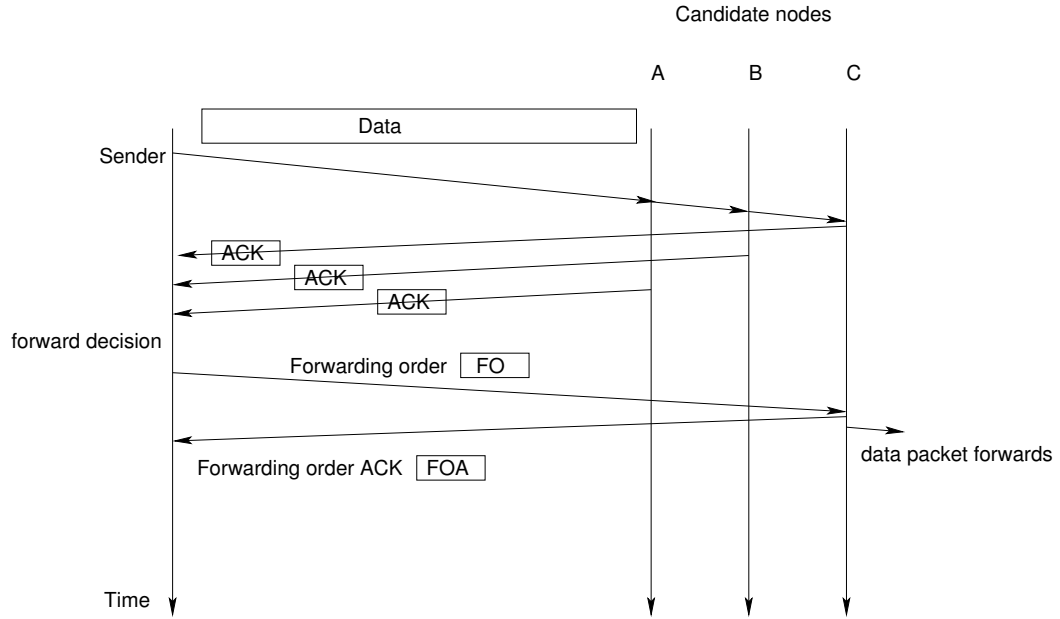 Candidate nodes
A B C
Data
Sender
ACK
ACK
ACK
forward decision
Forwarding order FO
data packet forwards
Forwarding order ACK FOA
Time